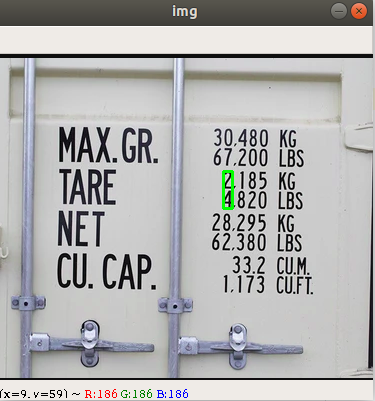 img
MAX.GR. 30,480 KG
67,200 LBS
TARE 2,185 KG
4,820 LBS
NET 28,295 KG
62,380 LBS
CU. CAP. 33.2 CU.M.
1,173 CU.FT.
(x=9, y=59) ~ R:186 G:186 B:186